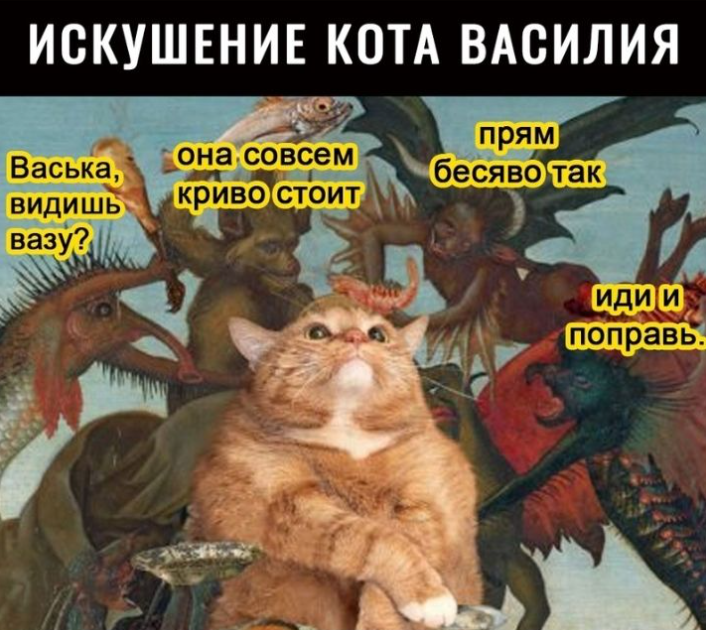 ИСКУШЕНИЕ КОТА ВАСИЛИЯ
Васька,
видишь
вазу?
она совсем
криво стоит
прям
бесяво так
иди и
поправь.